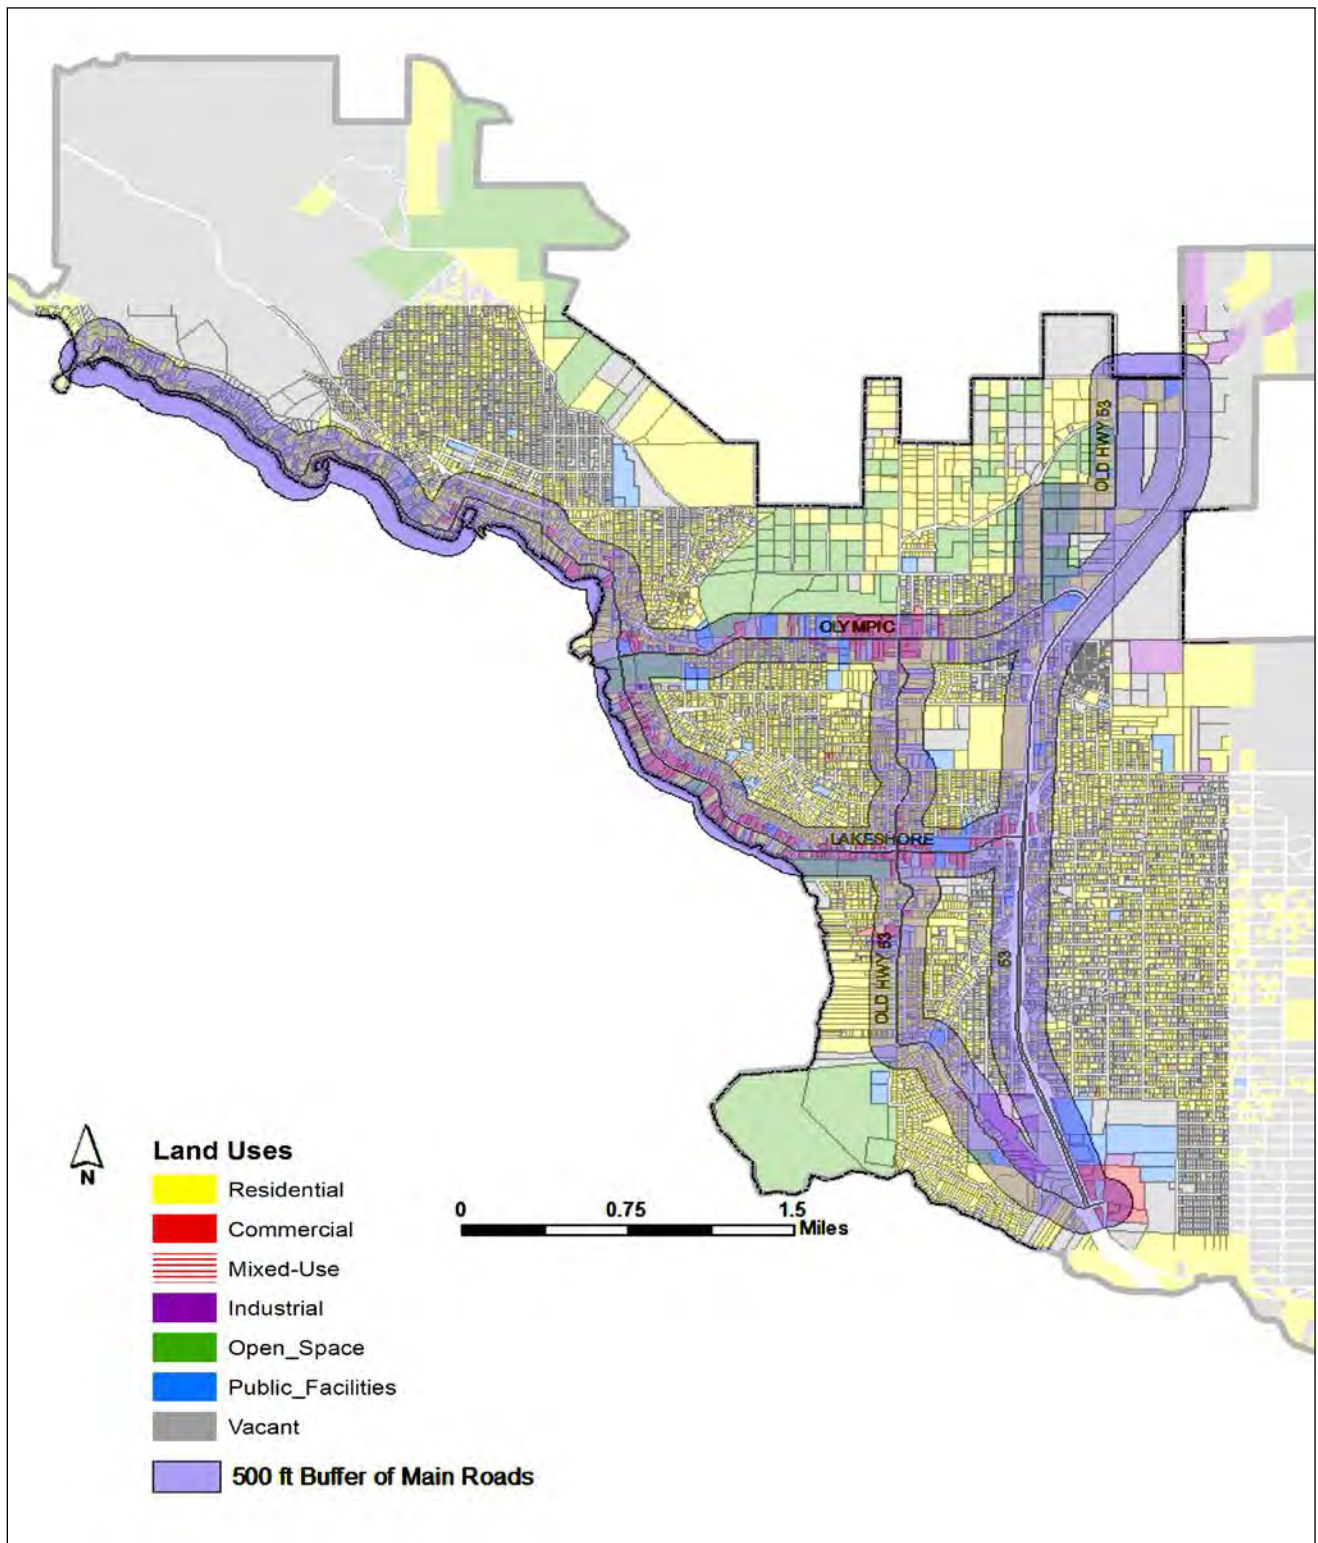 OLD HWY 53
OLYMPIC
LAKESHORE
OLD HWY 53
53
N
Land Uses
Residential
Commercial
Mixed-Use
Industrial
Open_Space
Public_Facilities
Vacant
500 ft Buffer of Main Roads
0 0.75 1.5
Miles